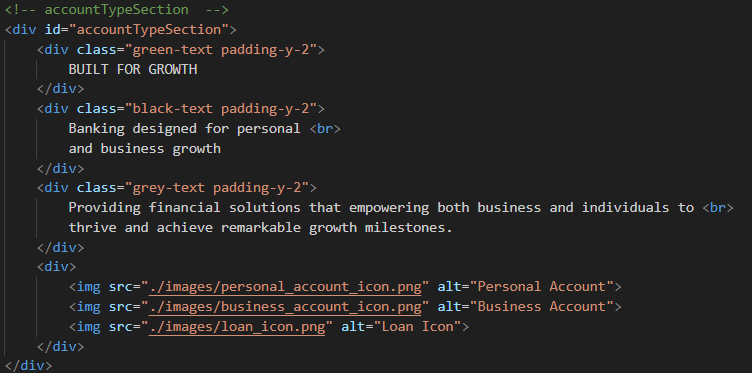 <!-- accountTypeSection  -->
<div id="accountTypeSection">
    <div class="green-text padding-y-2">
        BUILT FOR GROWTH
    </div>
    <div class="black-text padding-y-2">
        Banking designed for personal <br>
        and business growth
    </div>
    <div class="grey-text padding-y-2">
        Providing financial solutions that empowering both business and individuals to <br>
        thrive and achieve remarkable growth milestones.
    </div>
    <div>
        <img src="./images/personal_account_icon.png" alt="Personal Account">
        <img src="./images/business_account_icon.png" alt="Business Account">
        <img src="./images/loan_icon.png" alt="Loan Icon">
    </div>
</div>